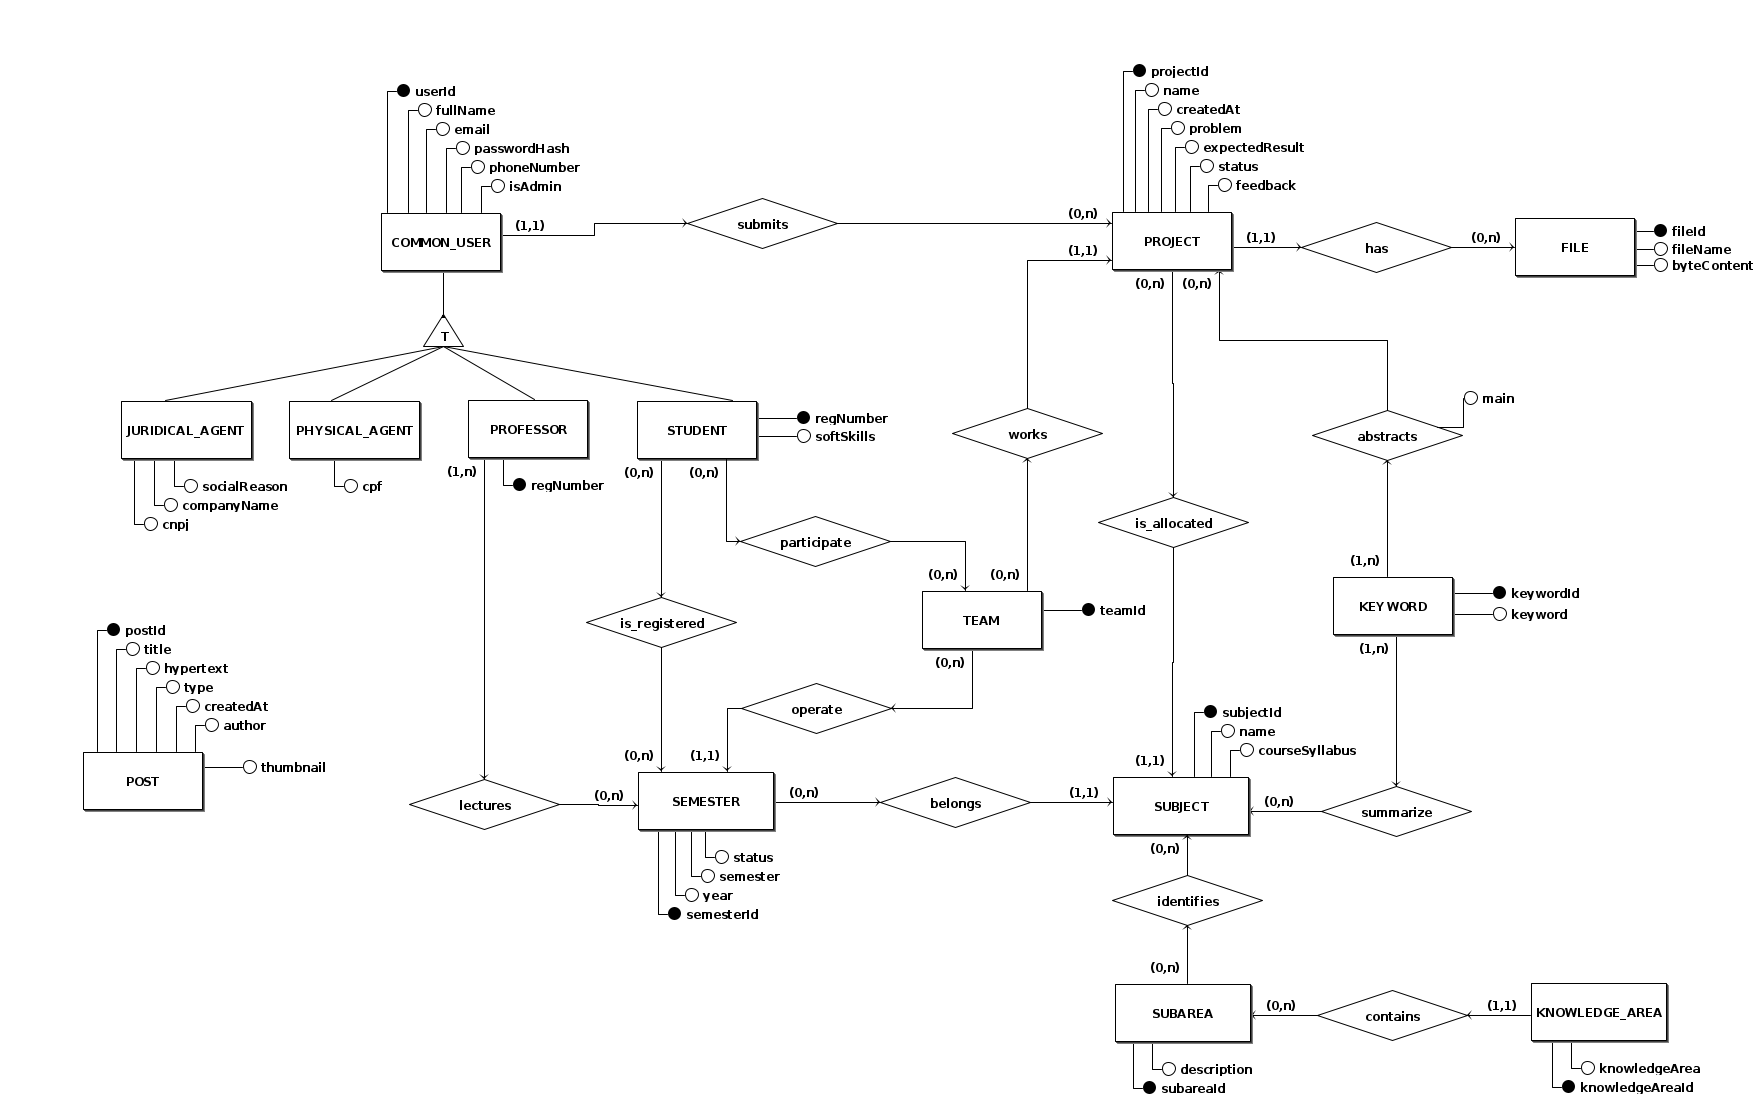 projectId
userId
name
fullName
createdAt
email
problem
passwordHash
expectedResult
phoneNumber
status
isAdmin
feedback
COMMON_USER
(1,1)
submits
(0,n)
(1,1)
PROJECT
(1,1)
has
(0,n)
FILE
fileId
fileName
byteContent
(0,n)
(0,n)
T
JURIDICAL_AGENT
PHYSICAL_AGENT
PROFESSOR
STUDENT
regNumber
softSkills
works
abstracts
main
(1,n)
(0,n)
(0,n)
socialReason
companyName
cnpj
cpf
regNumber
participate
is_allocated
(0,n)
(0,n)
(1,n)
is_registered
TEAM
teamId
KEYWORD
keywordId
keyword
(0,n)
(1,n)
postId
title
hypertext
type
createdAt
author
thumbnail
POST
operate
subjectId
name
courseSyllabus
(0,n)
(1,1)
(1,1)
lectures
(0,n)
SEMESTER
(0,n)
belongs
(1,1)
SUBJECT
(0,n)
summarize
status
semester
year
semesterId
(0,n)
identifies
(0,n)
SUBAREA
(0,n)
contains
(1,1)
KNOWLEDGE_AREA
description
subareaId
knowledgeArea
knowledgeAreaId